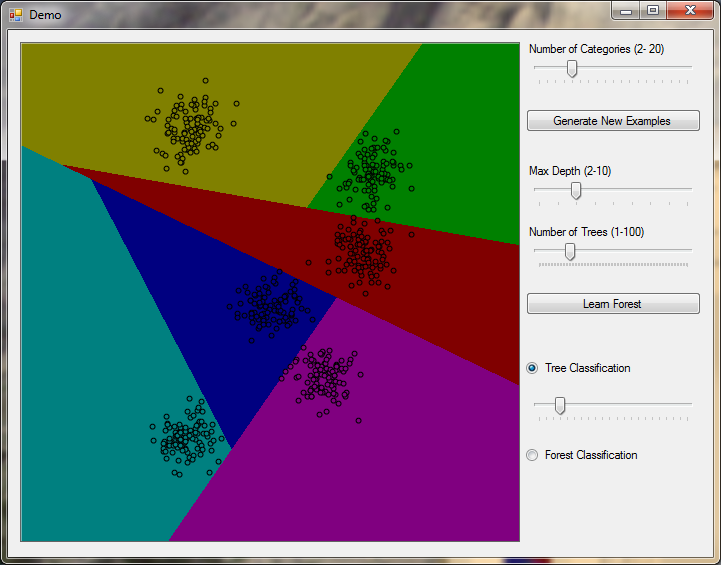 Demo
Number of Categories (2- 20)
Generate New Examples
Max Depth (2-10)
Number of Trees (1-100)
Learn Forest
Tree Classification
Forest Classification